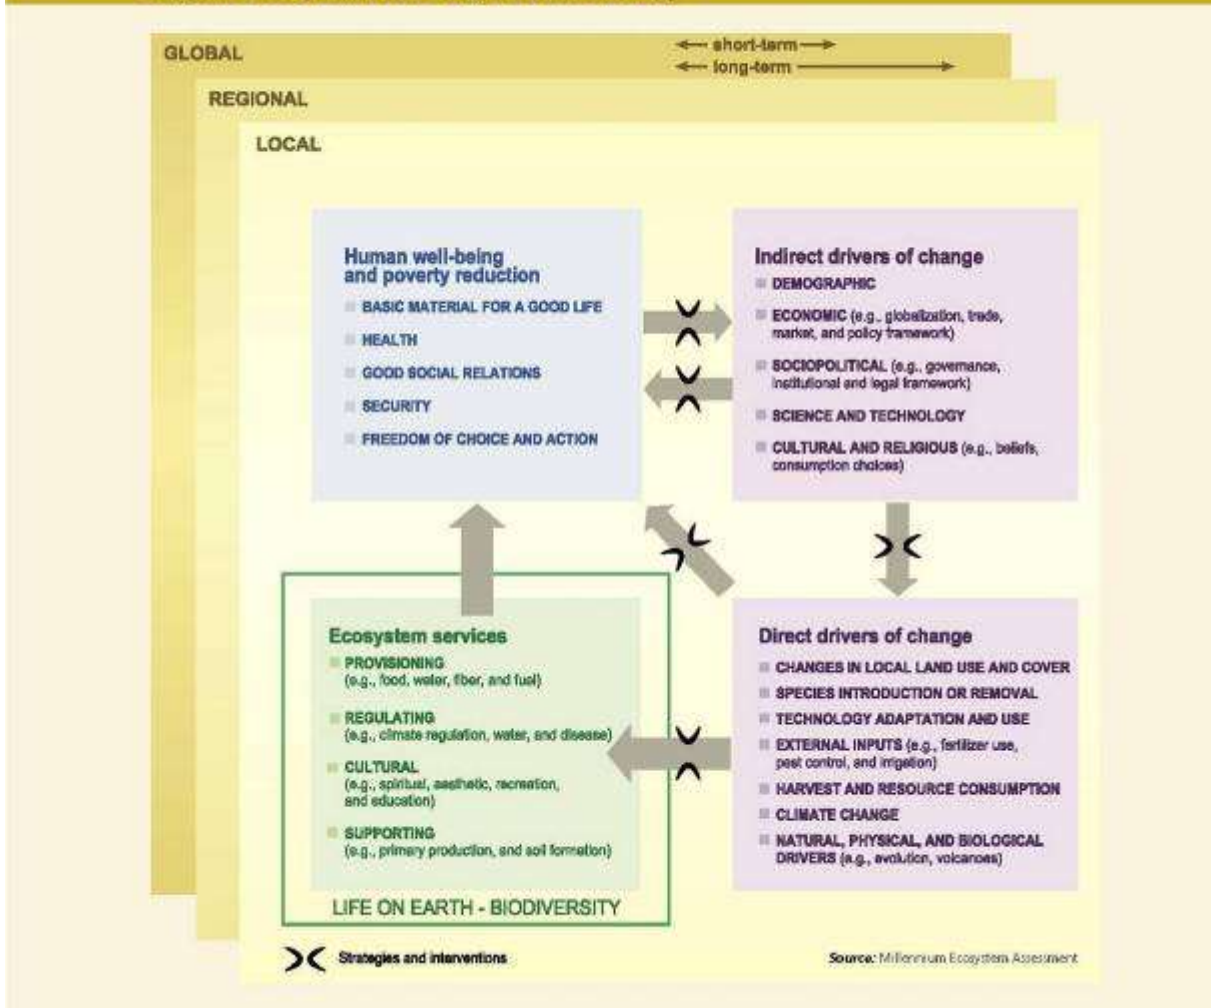 GLOBAL
short-term
long-term
REGIONAL
LOCAL
Human well-being
and poverty reduction
BASIC MATERIAL FOR A GOOD LIFE
HEALTH
GOOD SOCIAL RELATIONS
SECURITY
FREEDOM OF CHOICE AND ACTION
Indirect drivers of change
DEMOGRAPHIC
ECONOMIC (e.g., globalization, trade,
market, and policy framework)
SOCIOPOLITICAL (e.g., governance,
institutional and legal framework)
SCIENCE AND TECHNOLOGY
CULTURAL AND RELIGIOUS (e.g., beliefs,
consumption choices)
Ecosystem services
PROVISIONING
(e.g., food, water, fiber, and fuel)
REGULATING
(e.g., climate regulation, water, and disease)
CULTURAL
(e.g., spiritual, aesthetic, recreation,
and education)
SUPPORTING
(e.g., primary production, and soil formation)
LIFE ON EARTH - BIODIVERSITY
Direct drivers of change
CHANGES IN LOCAL LAND USE AND COVER
SPECIES INTRODUCTION OR REMOVAL
TECHNOLOGY ADAPTATION AND USE
EXTERNAL INPUTS (e.g., fertilizer use,
pest control, and irrigation)
HARVEST AND RESOURCE CONSUMPTION
CLIMATE CHANGE
NATURAL, PHYSICAL, AND BIOLOGICAL
DRIVERS (e.g., evolution, volcanoes)
Strategies and interventions
Source: Millennium Ecosystem Assessment